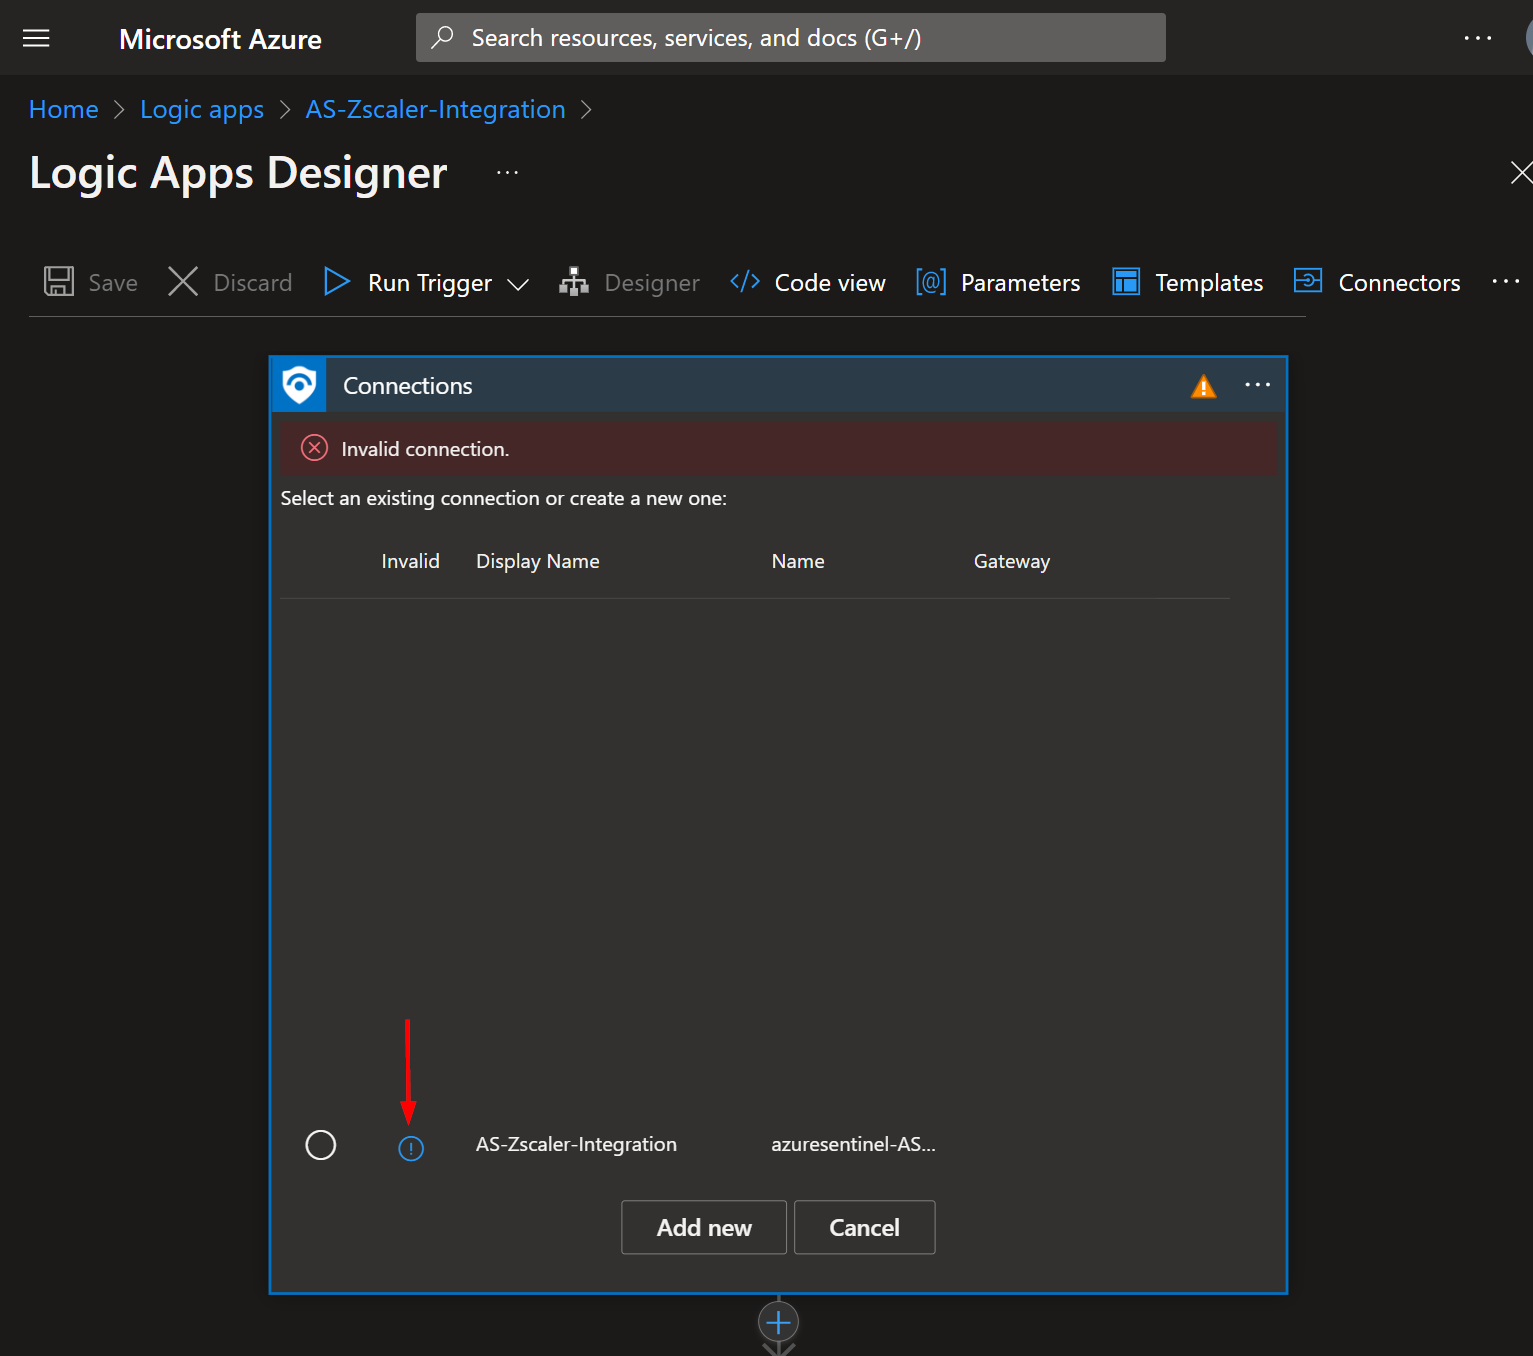 Microsoft Azure
Search resources, services, and docs (G+/)
Home > Logic apps > AS-Zscaler-Integration >
Logic Apps Designer
Save Discard Run Trigger Designer Code view Parameters Templates Connectors
Connections
Invalid connection.
Select an existing connection or create a new one:
Invalid Display Name Name Gateway
AS-Zscaler-Integration azuresentinel-AS...
Add new Cancel